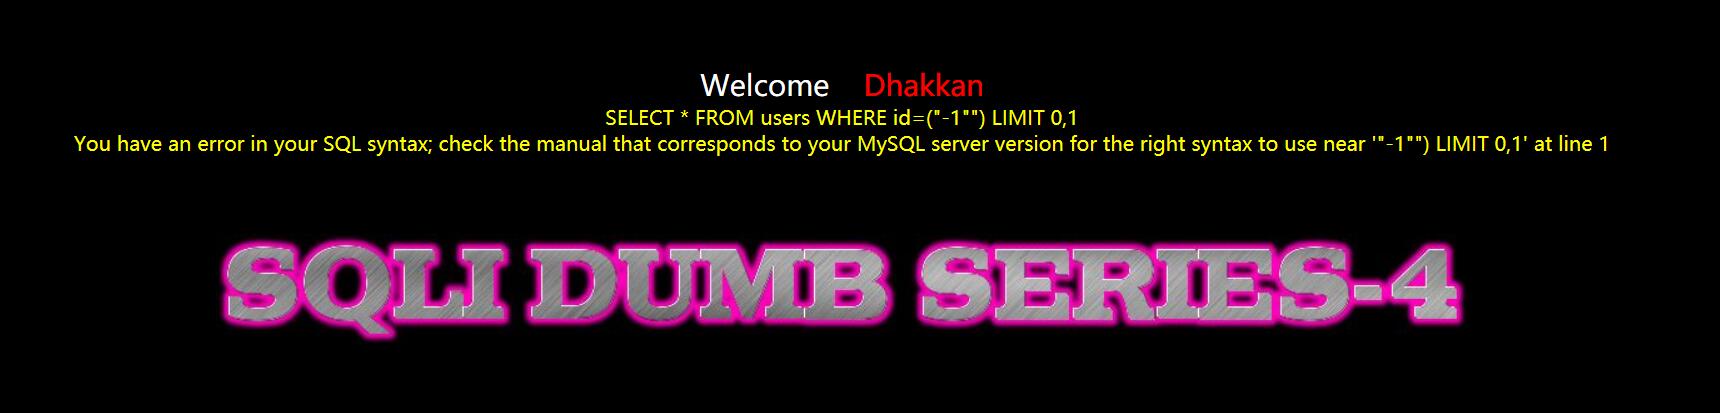 Welcome Dhakkan
SELECT * FROM users WHERE id=("-1"") LIMIT 0,1
You have an error in your SQL syntax; check the manual that corresponds to your MySQL server version for the right syntax to use near '"-1"") LIMIT 0,1' at line 1
SQLI DUMB SERIES-4